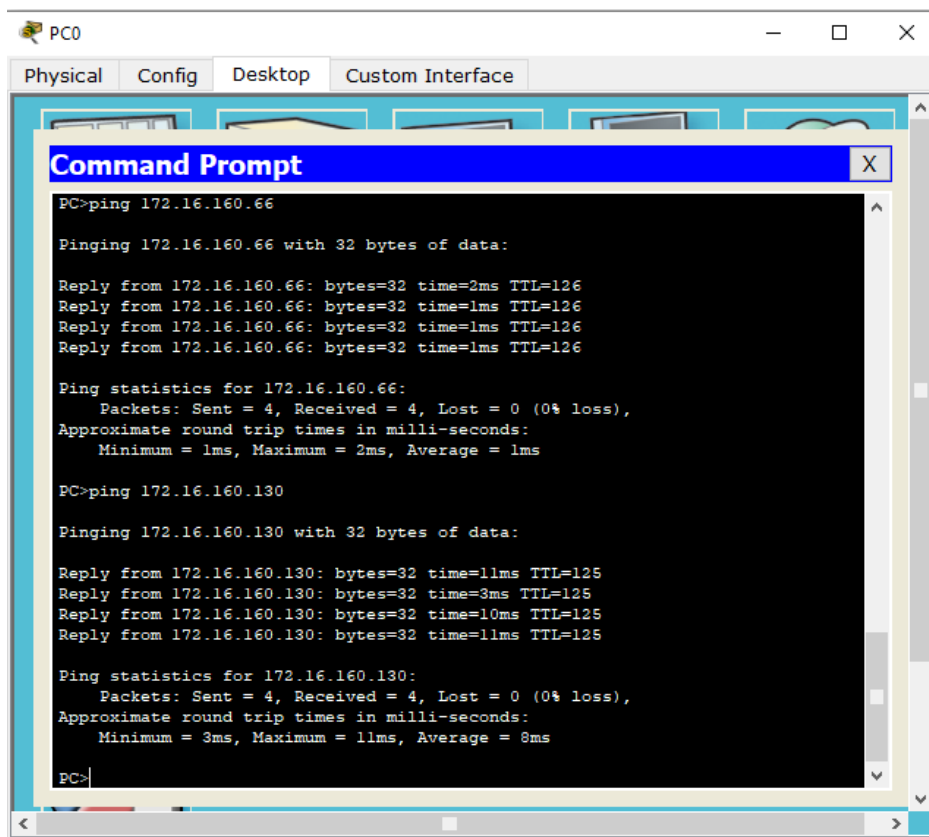 PC0
Physical Config Desktop Custom Interface
Command Prompt X
PC>ping 172.16.160.66
Pinging 172.16.160.66 with 32 bytes of data:
Reply from 172.16.160.66: bytes=32 time=2ms TTL=126
Reply from 172.16.160.66: bytes=32 time=1ms TTL=126
Reply from 172.16.160.66: bytes=32 time=1ms TTL=126
Reply from 172.16.160.66: bytes=32 time=1ms TTL=126
Ping statistics for 172.16.160.66:
Packets: Sent = 4, Received = 4, Lost = 0 (0% loss),
Approximate round trip times in milli-seconds:
Minimum = 1ms, Maximum = 2ms, Average = 1ms
PC>ping 172.16.160.130
Pinging 172.16.160.130 with 32 bytes of data:
Reply from 172.16.160.130: bytes=32 time=11ms TTL=125
Reply from 172.16.160.130: bytes=32 time=3ms TTL=125
Reply from 172.16.160.130: bytes=32 time=10ms TTL=125
Reply from 172.16.160.130: bytes=32 time=11ms TTL=125
Ping statistics for 172.16.160.130:
Packets: Sent = 4, Received = 4, Lost = 0 (0% loss),
Approximate round trip times in milli-seconds:
Minimum = 3ms, Maximum = 11ms, Average = 8ms
PC>